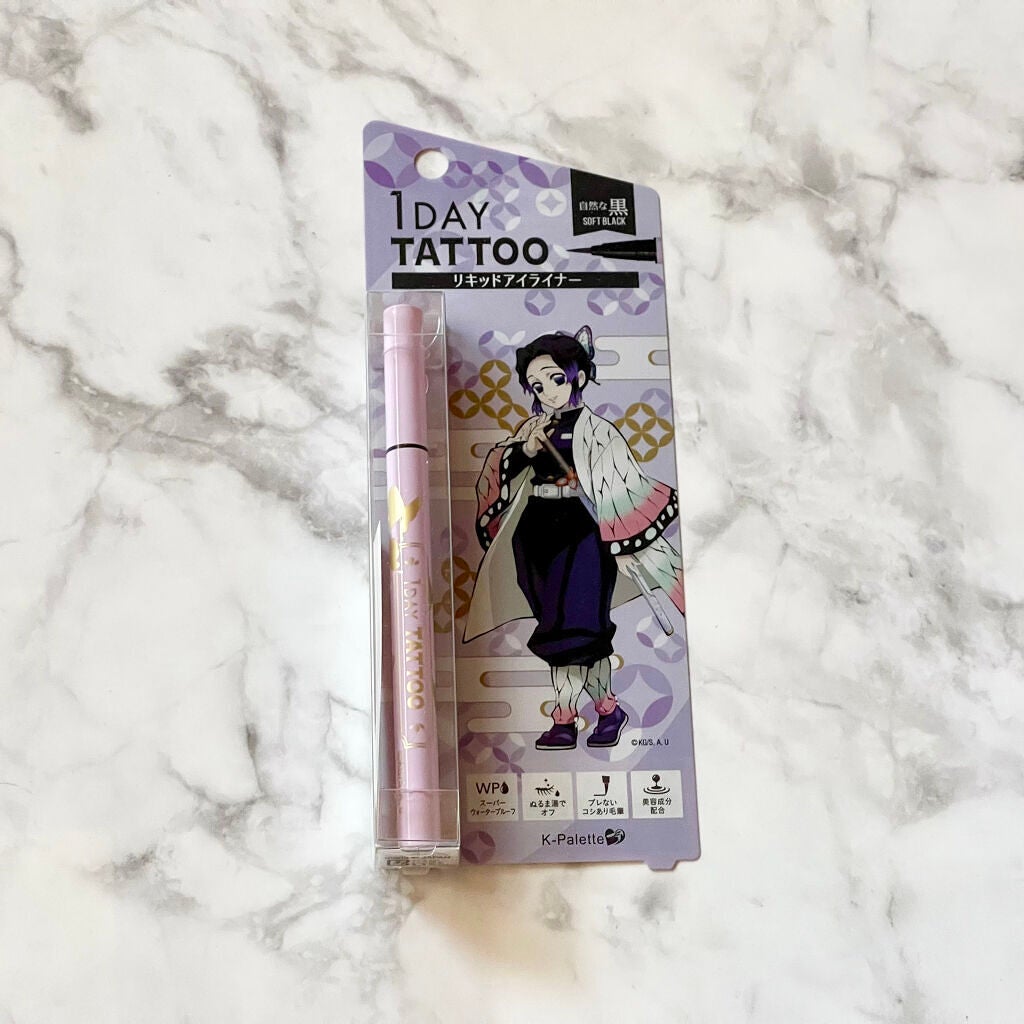 1DAY
TATTOO
自然な黒
SOFT BLACK
リキッドアイライナー
1DAY TATTOO
©KG/S, A, U
WP
スーパー
ウォータープルーフ
ぬるま湯で
オフ
ブレない
コシあり毛筆
美容成分
配合
K-Palette